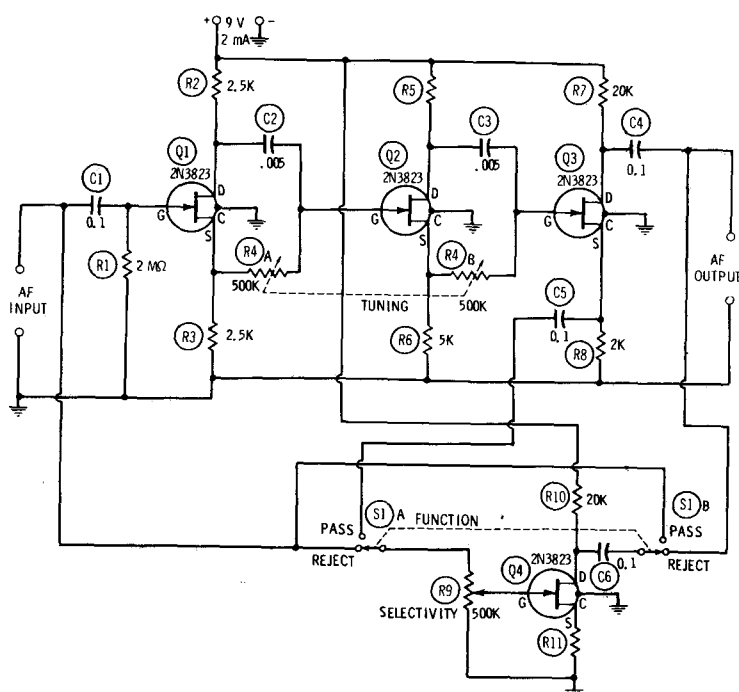 + 9 V -
2 mA
R2 2.5K
R5
R7 20K
C2 .005
C3 .005
C4 0.1
Q1 2N3823
Q2 2N3823
Q3 2N3823
C1 0.1
G D C S
G D C S
G D C S
R1 2 MΩ
R4 A 500K
R4 B 500K
TUNING
AF INPUT
AF OUTPUT
C5 0.1
R3 2.5K
R6 5K
R8 2K
R10 20K
S1 A FUNCTION
S1 B
PASS
REJECT
PASS
REJECT
Q4 2N3823
C6 0.1
R9 500K
SELECTIVITY
G D C S
R11